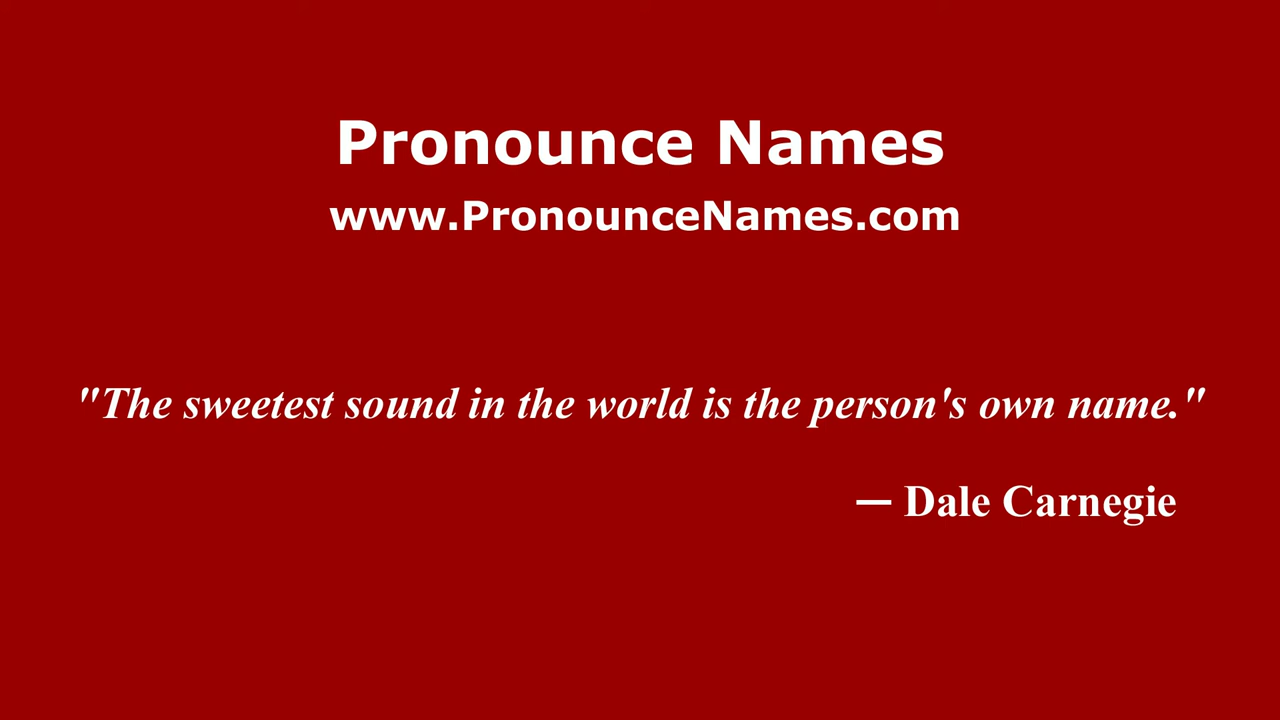 Pronounce Names
www.PronounceNames.com
"The sweetest sound in the world is the person's own name."
— Dale Carnegie